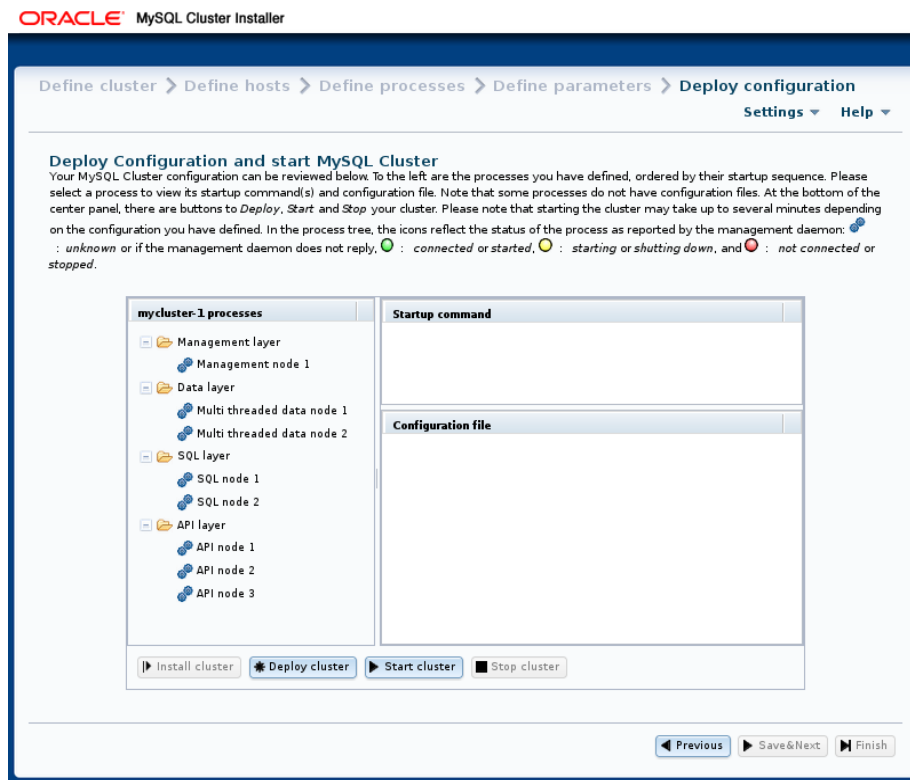 ORACLE® MySQL Cluster Installer
Define cluster > Define hosts > Define processes > Define parameters > Deploy configuration
Settings Help
Deploy Configuration and start MySQL Cluster
Your MySQL Cluster configuration can be reviewed below. To the left are the processes you have defined, ordered by their startup sequence. Please
select a process to view its startup command(s) and configuration file. Note that some processes do not have configuration files. At the bottom of the
center panel, there are buttons to Deploy, Start and Stop your cluster. Please note that starting the cluster may take up to several minutes depending
on the configuration you have defined. In the process tree, the icons reflect the status of the process as reported by the management daemon:
: unknown or if the management daemon does not reply, : connected or started, : starting or shutting down, and : not connected or
stopped.
mycluster-1 processes
Management layer
Management node 1
Data layer
Multi threaded data node 1
Multi threaded data node 2
SQL layer
SQL node 1
SQL node 2
API layer
API node 1
API node 2
API node 3
Startup command
Configuration file
Install cluster Deploy cluster Start cluster Stop cluster
Previous Save&Next Finish